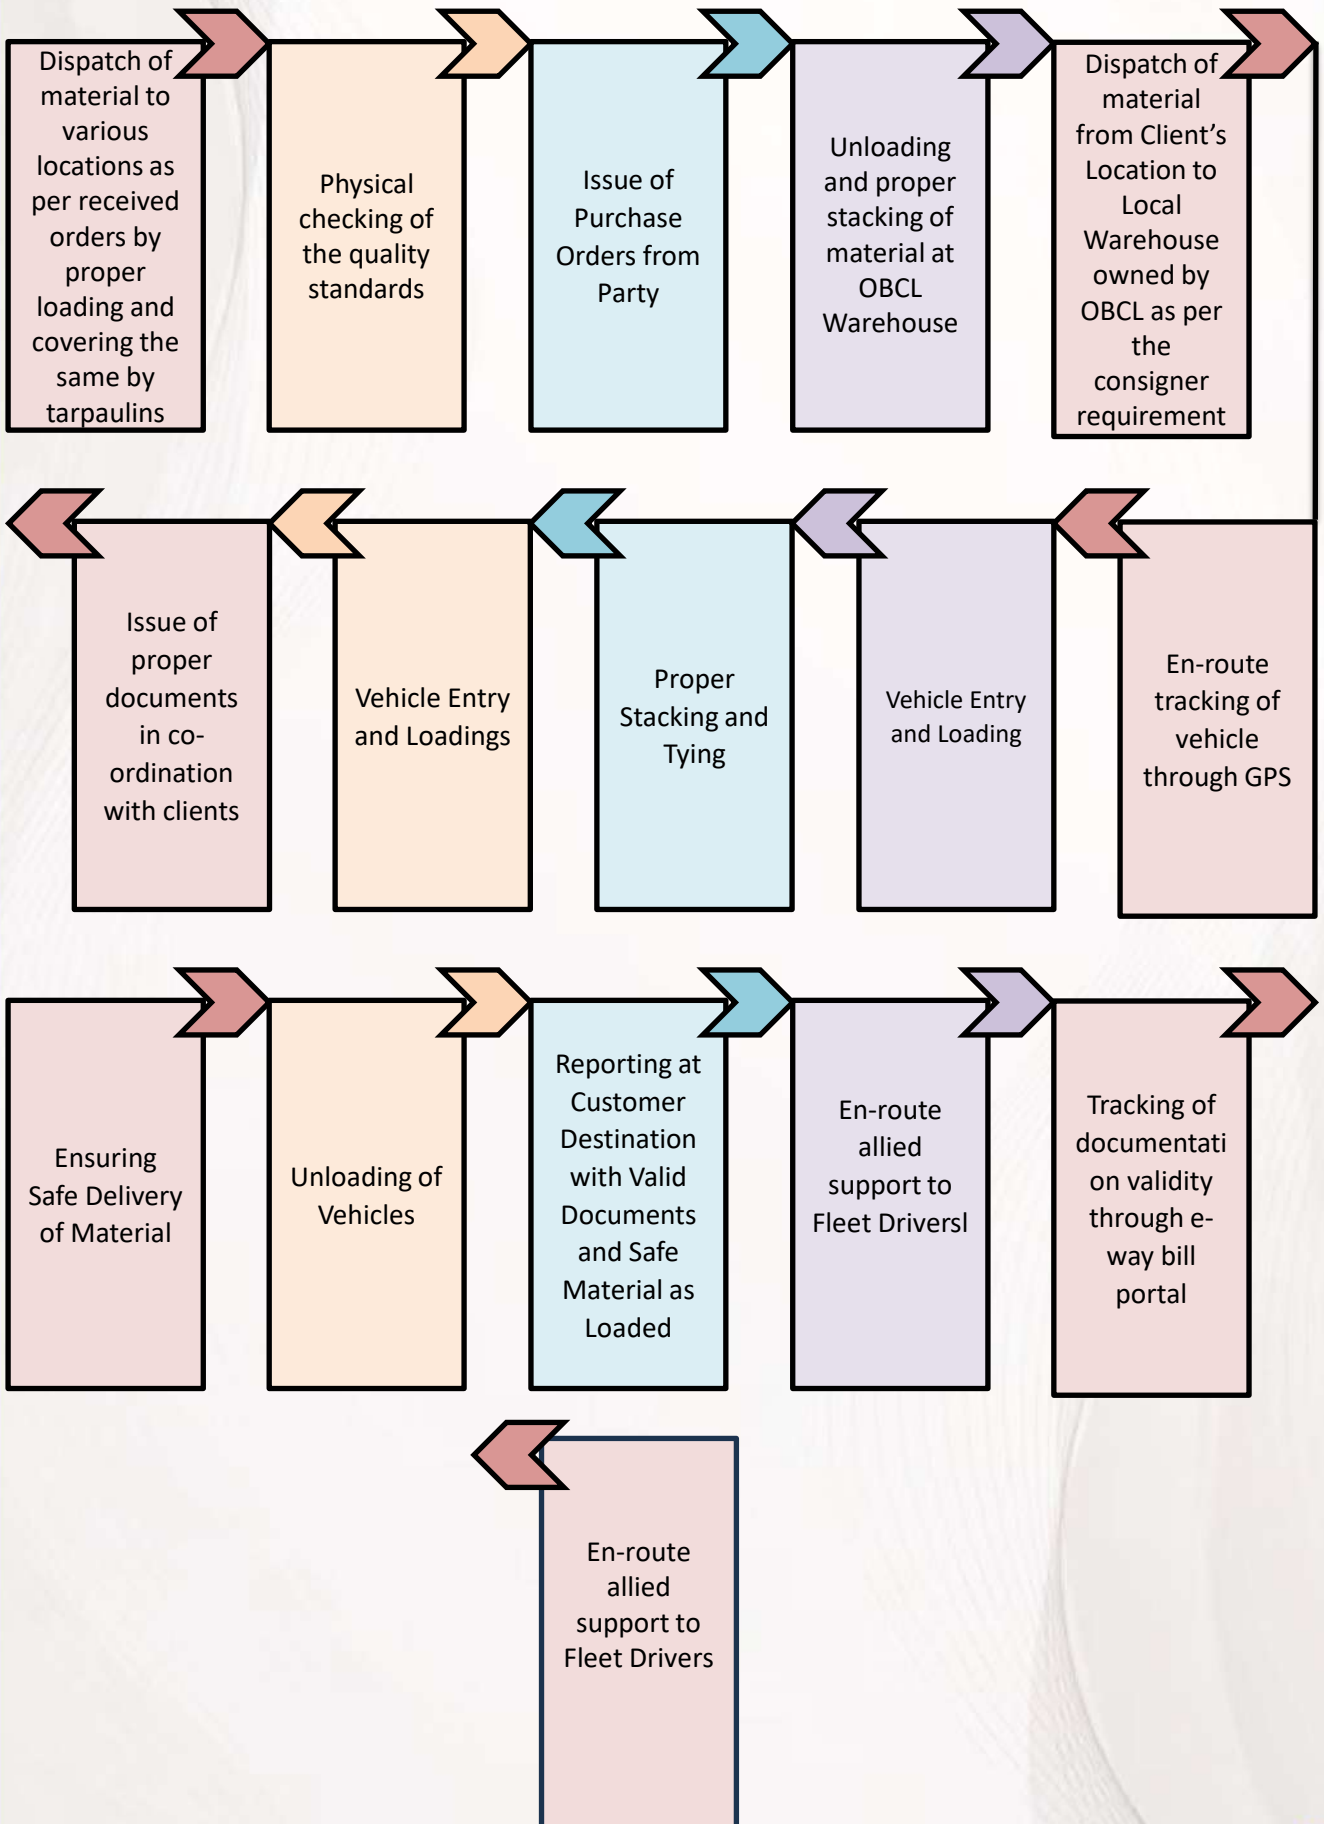 Dispatch of
material to
various
locations as
per received
orders by
proper
loading and
covering the
same by
tarpaulins
Physical
checking of
the quality
standards
Issue of
Purchase
Orders from
Party
Unloading
and proper
stacking of
material at
OBCL
Warehouse
Dispatch of
material
from Client’s
Location to
Local
Warehouse
owned by
OBCL as per
the
consigner
requirement
Issue of
proper
documents
in co-
ordination
with clients
Vehicle Entry
and Loadings
Proper
Stacking and
Tying
Vehicle Entry
and Loading
En-route
tracking of
vehicle
through GPS
Ensuring
Safe Delivery
of Material
Unloading of
Vehicles
Reporting at
Customer
Destination
with Valid
Documents
and Safe
Material as
Loaded
En-route
allied
support to
Fleet Driversl
Tracking of
documentati
on validity
through e-
way bill
portal
En-route
allied
support to
Fleet Drivers